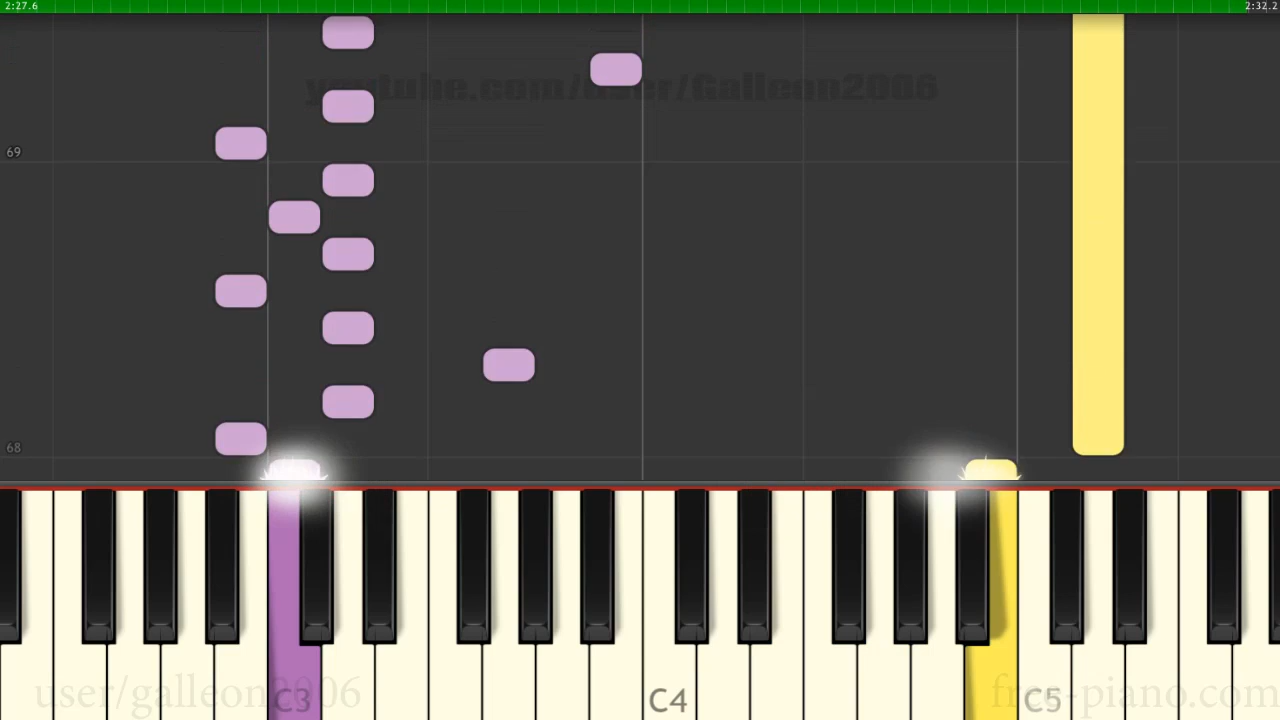 2:27.6
2:32.2
youtube.com/user/Galleon2006
69
68
C3
C4
C5
user/galleon2006
free-piano.com